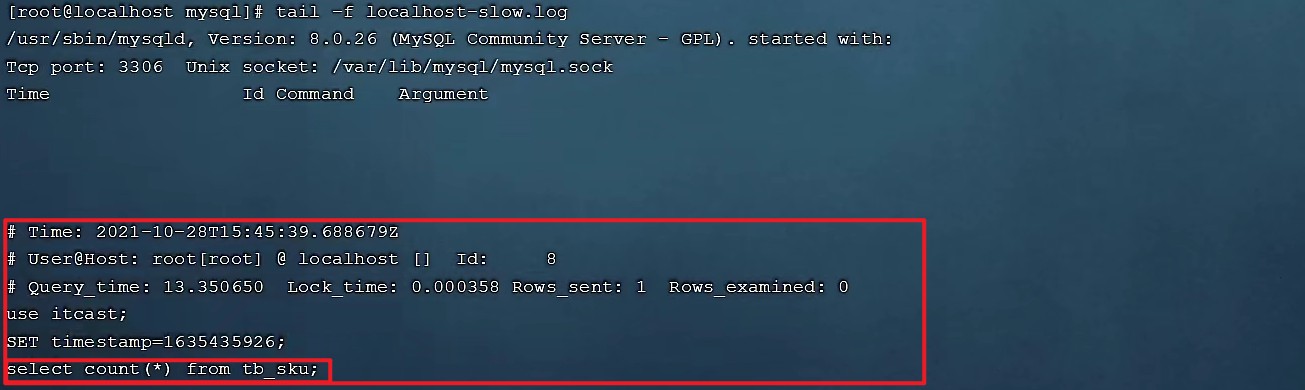 [root@localhost mysql]# tail -f localhost-slow.log
/usr/sbin/mysqld, Version: 8.0.26 (MySQL Community Server - GPL). started with:
Tcp port: 3306  Unix socket: /var/lib/mysql/mysql.sock
Time                 Id Command    Argument
# Time: 2021-10-28T15:45:39.688679Z
# User@Host: root[root] @ localhost []  Id:     8
# Query_time: 13.350650  Lock_time: 0.000358 Rows_sent: 1  Rows_examined: 0
use itcast;
SET timestamp=1635435926;
select count(*) from tb_sku;